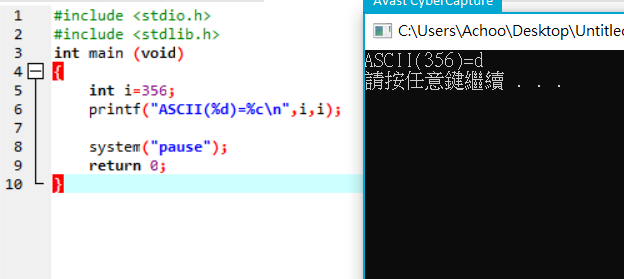 1 #include <stdio.h>
2 #include <stdlib.h>
3 int main (void)
4 {
5 int i=356;
6 printf("ASCII(%d)=%c\n",i,i);
7
8 system("pause");
9 return 0;
10 }
Avast CyberCapture
C:\Users\Achoo\Desktop\Untitled
ASCII(356)=d
請按任意鍵繼續 . . .